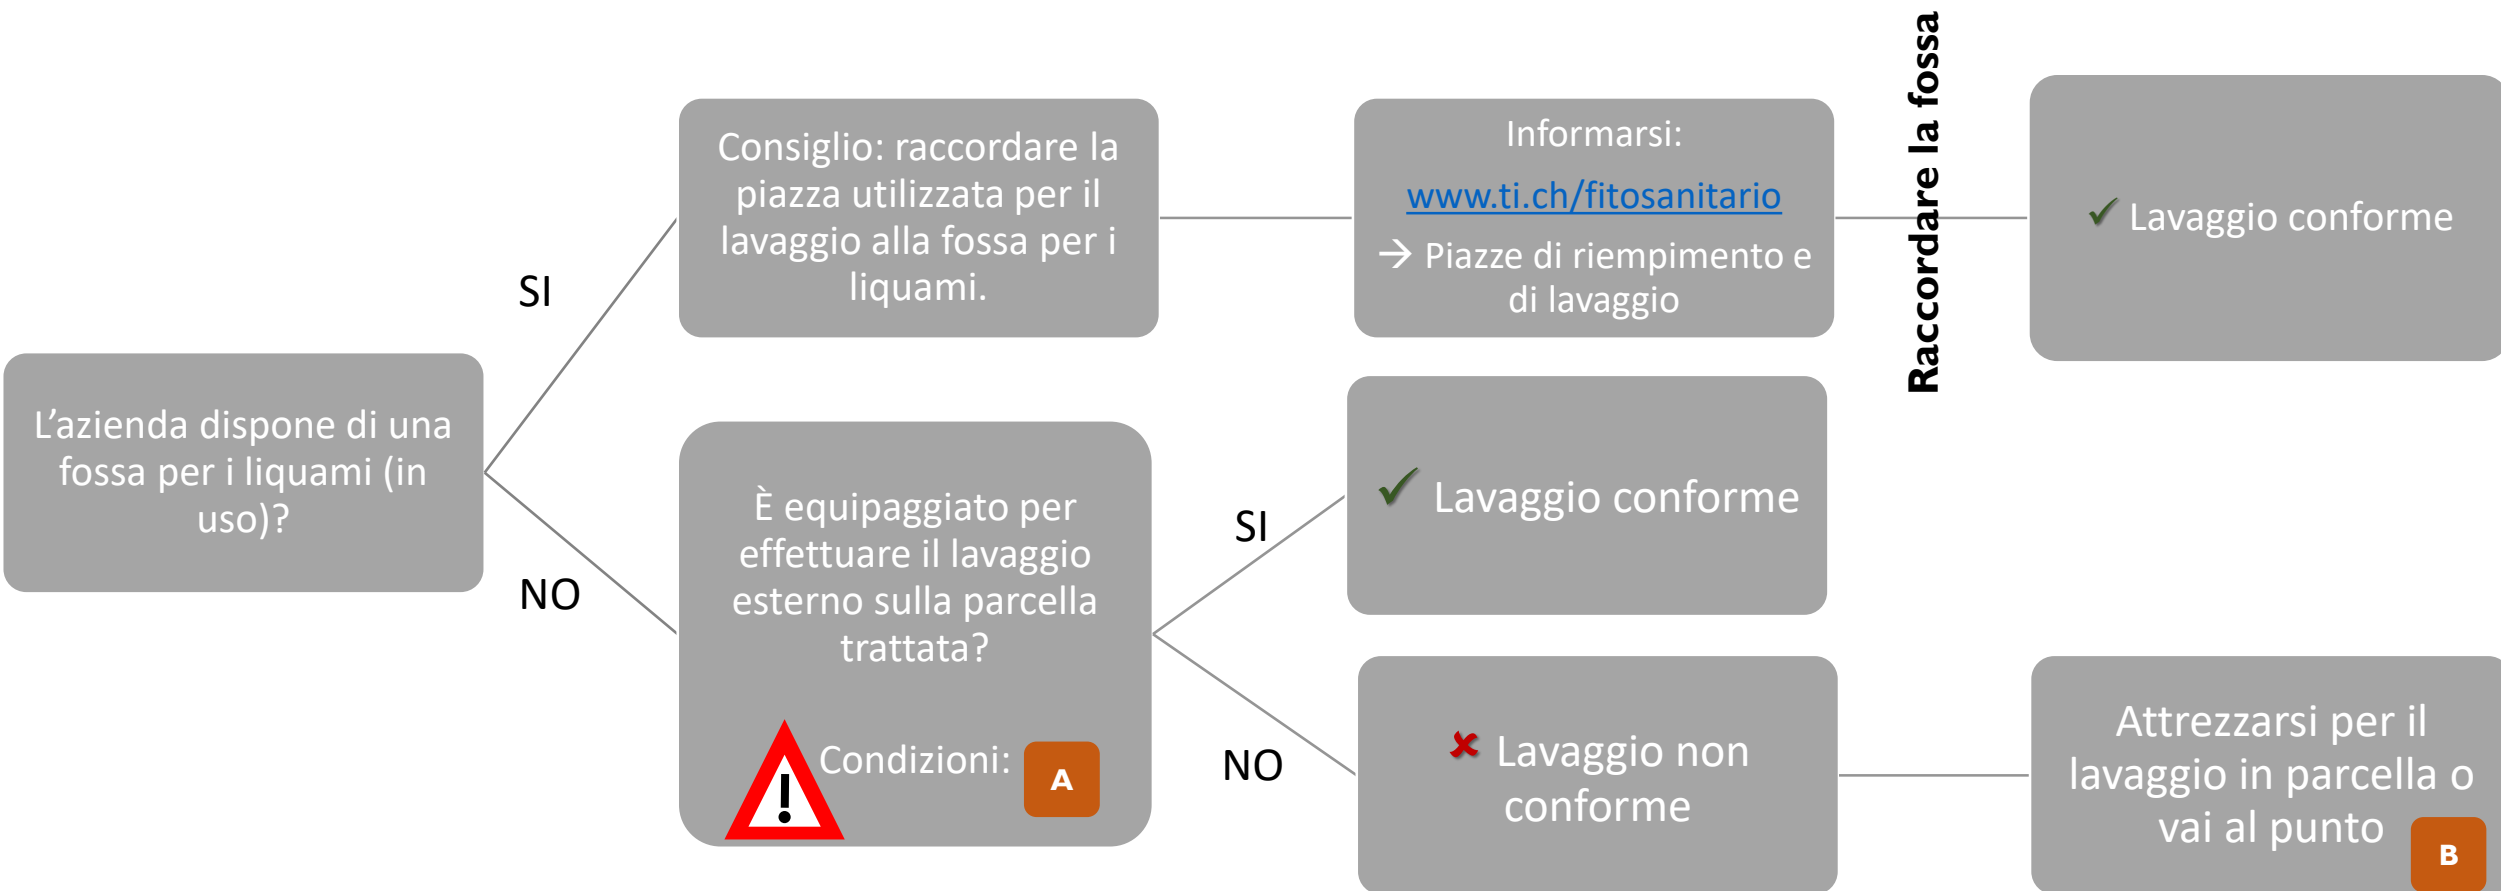 L’azienda dispone di una
fossa per i liquami (in
uso)?
SI
Consiglio: raccordare la
piazza utilizzata per il
lavaggio alla fossa per i
liquami.
Informarsi:
www.ti.ch/fitosanitario
→ Piazze di riempimento e
di lavaggio
Raccordare la fossa
✓ Lavaggio conforme
NO
È equipaggiato per
effettuare il lavaggio
esterno sulla parcella
trattata?
!
Condizioni:
A
SI
✓ Lavaggio conforme
NO
✘ Lavaggio non
conforme
Attrezzarsi per il
lavaggio in parcella o
vai al punto
B